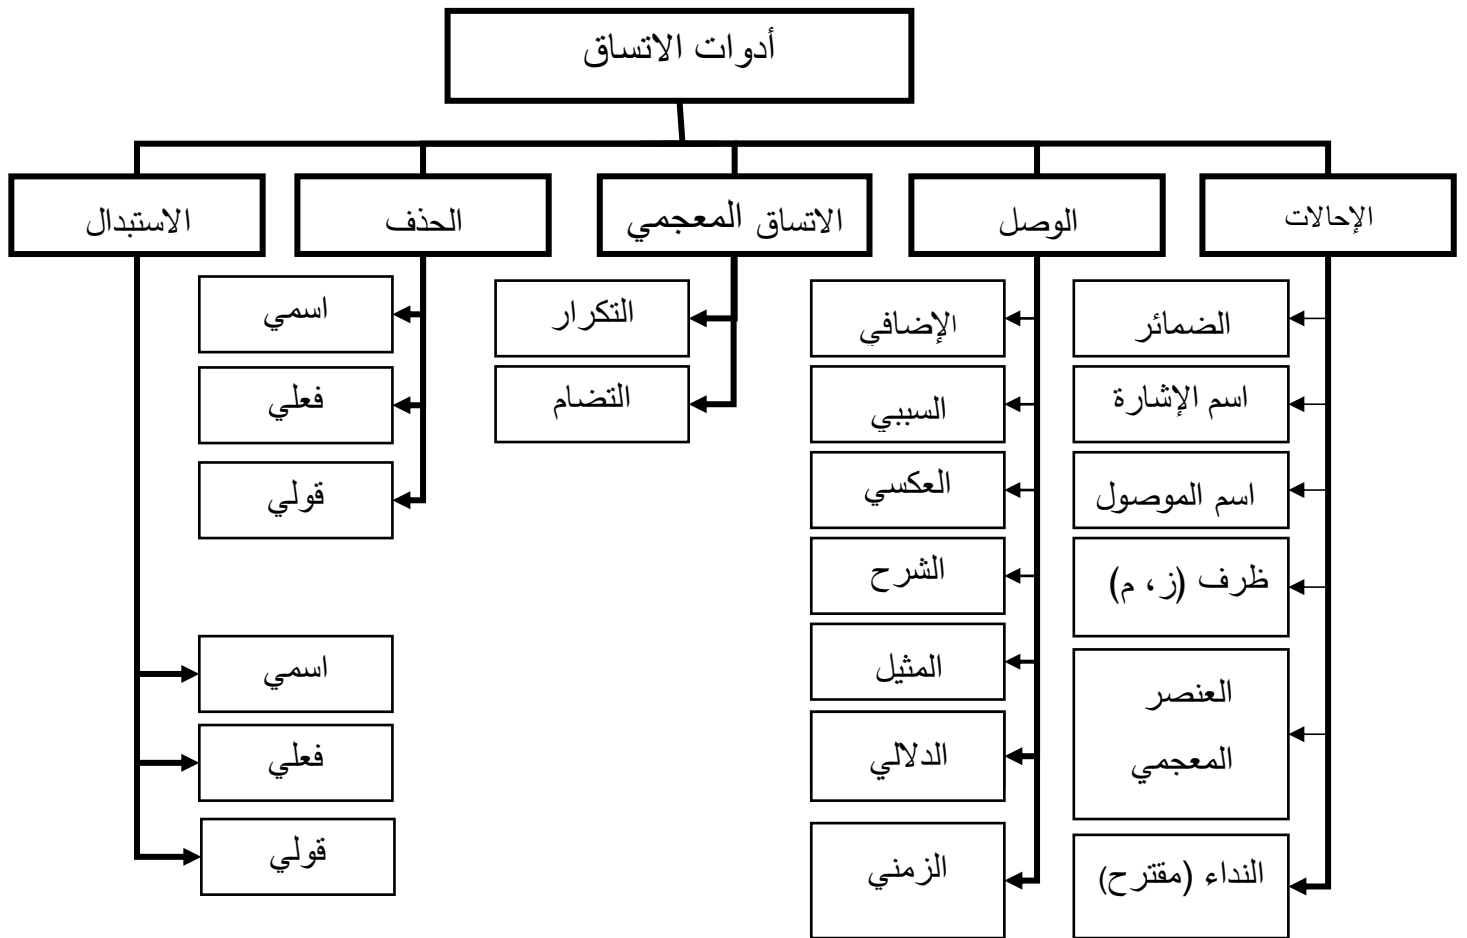 أدوات الاتساق
الإحالات
الوصل
الاتساق المعجمي
الحذف
الاستبدال
الضمائر
اسم الإشارة
اسم الموصول
ظرف (ز، م)
العنصر
المعجمي
النداء (مقترح)
الإضافي
السببي
العكسي
الشرح
المثيل
الدلالي
الزمني
التكرار
التضام
اسمي
فعلي
قولي
اسمي
فعلي
قولي